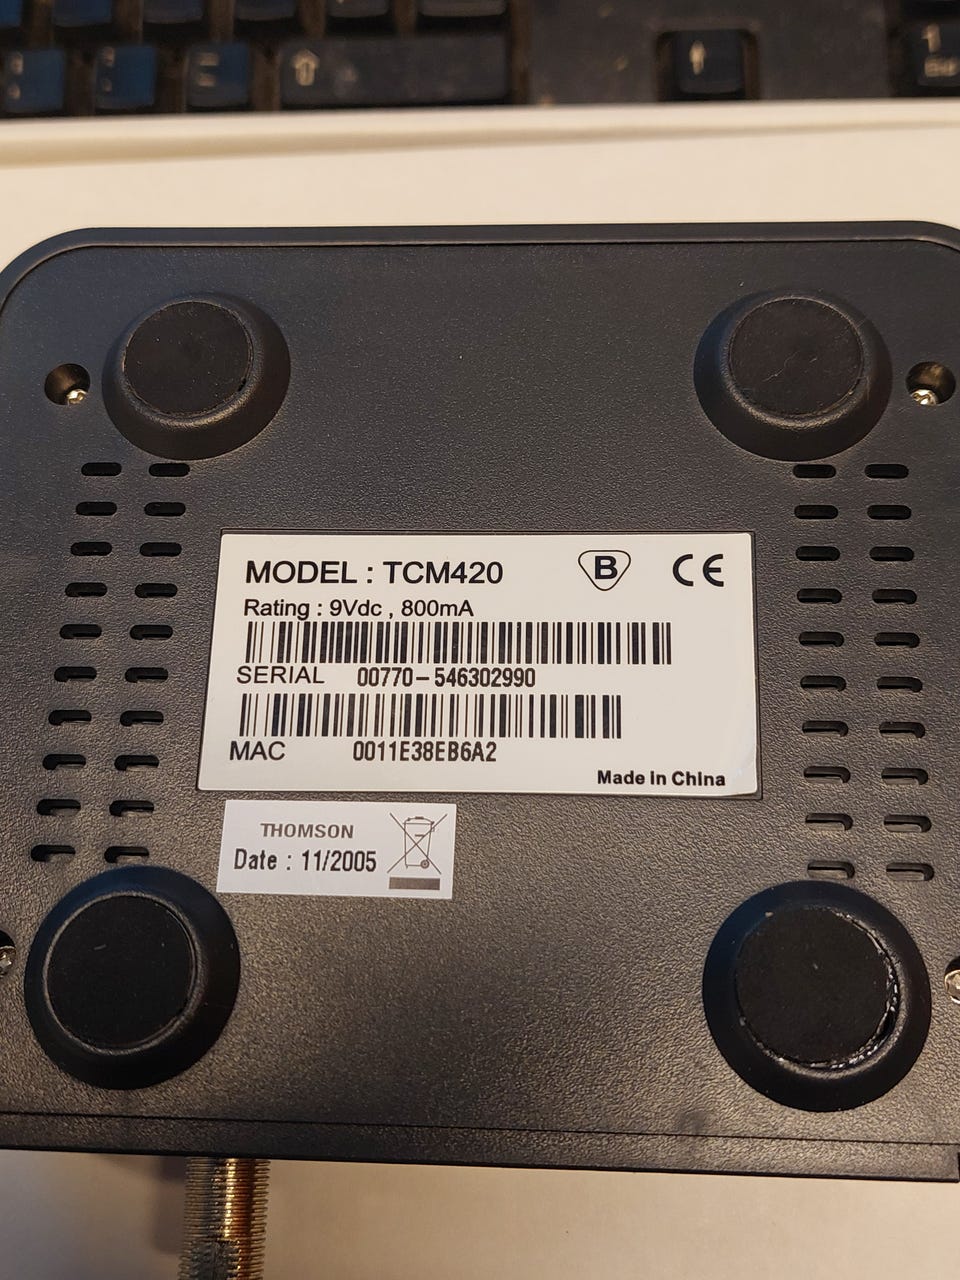 MODEL : TCM420
B CE
Rating : 9Vdc , 800mA
SERIAL 00770-546302990
MAC 0011E38EB6A2
Made in China
THOMSON
Date : 11/2005